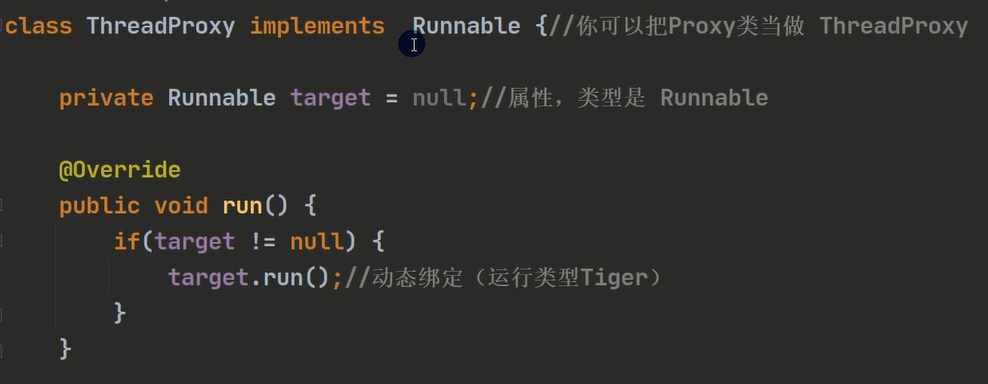 class ThreadProxy implements  Runnable {//你可以把Proxy类当做 ThreadProxy
private Runnable target = null;//属性，类型是 Runnable
@Override
public void run() {
if(target != null) {
target.run();//动态绑定（运行类型Tiger）
}
}